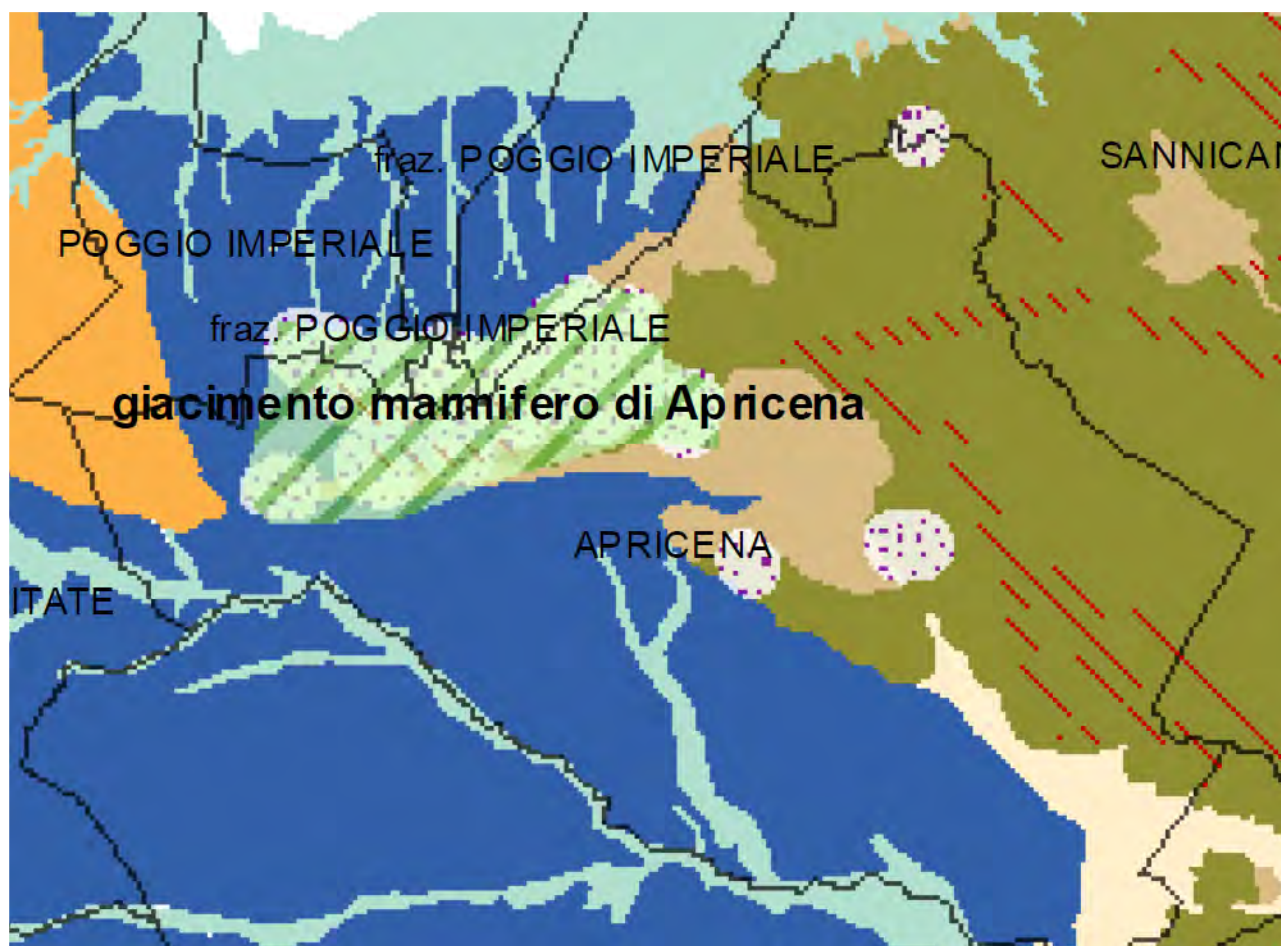 fraz. POGGIO IMPERIALE
SANNICAN
POGGIO IMPERIALE
fraz. POGGIO IMPERIALE
giacimento marmifero di Apricena
APRICENA
ITATE